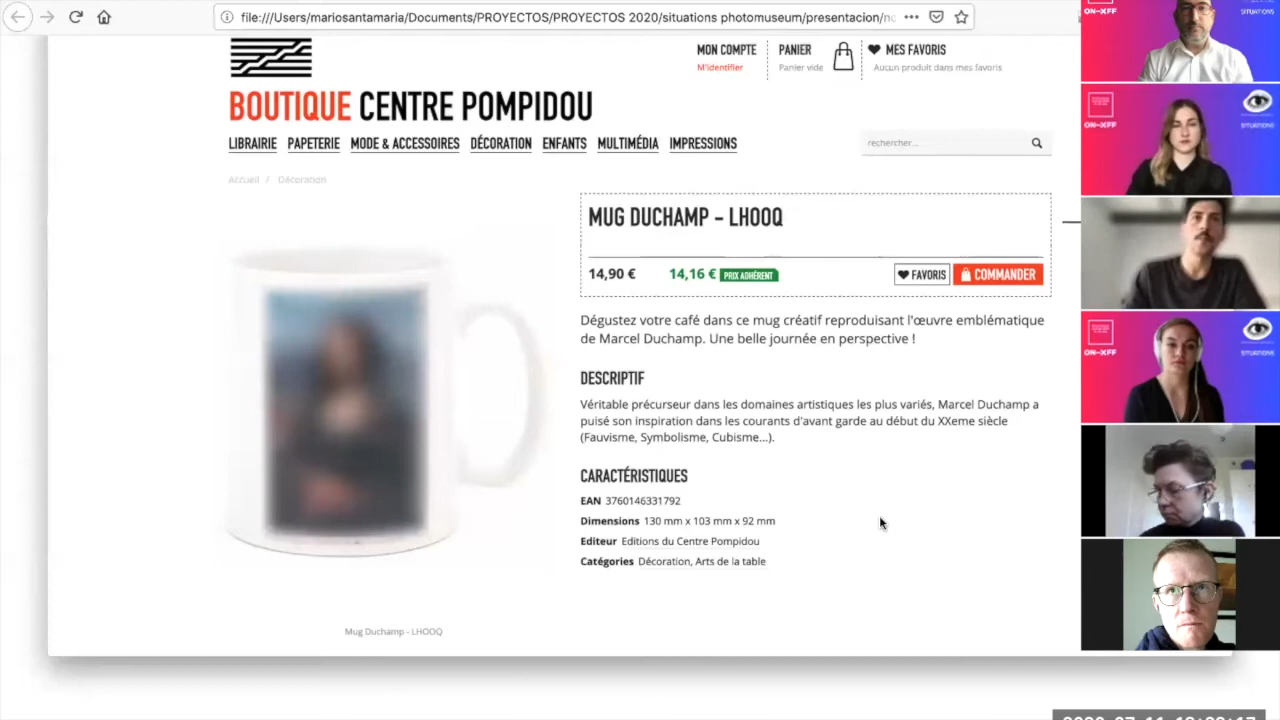 file:///Users/mariosantamaria/Documents/PROYECTOS/PROYECTOS 2020/situations photomuseum/presentacion/nc
MON COMPTE
M'identifier
PANIER
Panier vide
MES FAVORIS
Aucun produit dans mes favoris
BOUTIQUE CENTRE POMPIDOU
LIBRAIRIE PAPETERIE MODE & ACCESSOIRES DÉCORATION ENFANTS MULTIMÉDIA IMPRESSIONS
rechercher...
Accueil / Décoration
MUG DUCHAMP - LHOOQ
14,90 € 14,16 € PRIX ADHÉRENT FAVORIS COMMANDER
Dégustez votre café dans ce mug créatif reproduisant l'œuvre emblématique
de Marcel Duchamp. Une belle journée en perspective !
DESCRIPTIF
Véritable précurseur dans les domaines artistiques les plus variés, Marcel Duchamp a
puisé son inspiration dans les courants d'avant garde au début du XXeme siècle
(Fauvisme, Symbolisme, Cubisme...).
CARACTÉRISTIQUES
EAN 3760146331792
Dimensions 130 mm x 103 mm x 92 mm
Editeur Editions du Centre Pompidou
Catégories Décoration, Arts de la table
Mug Duchamp - LHOOQ
SITUATIONS
SITUATIONS
SITUATIONS